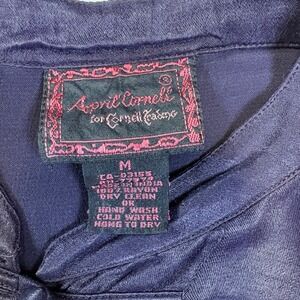 April Cornell
for Cornell Trading
M
CA-03155
MADE IN INDIA
100% RAYON
DRY CLEAN
OR
HAND WASH
COLD WATER
HANG TO DRY